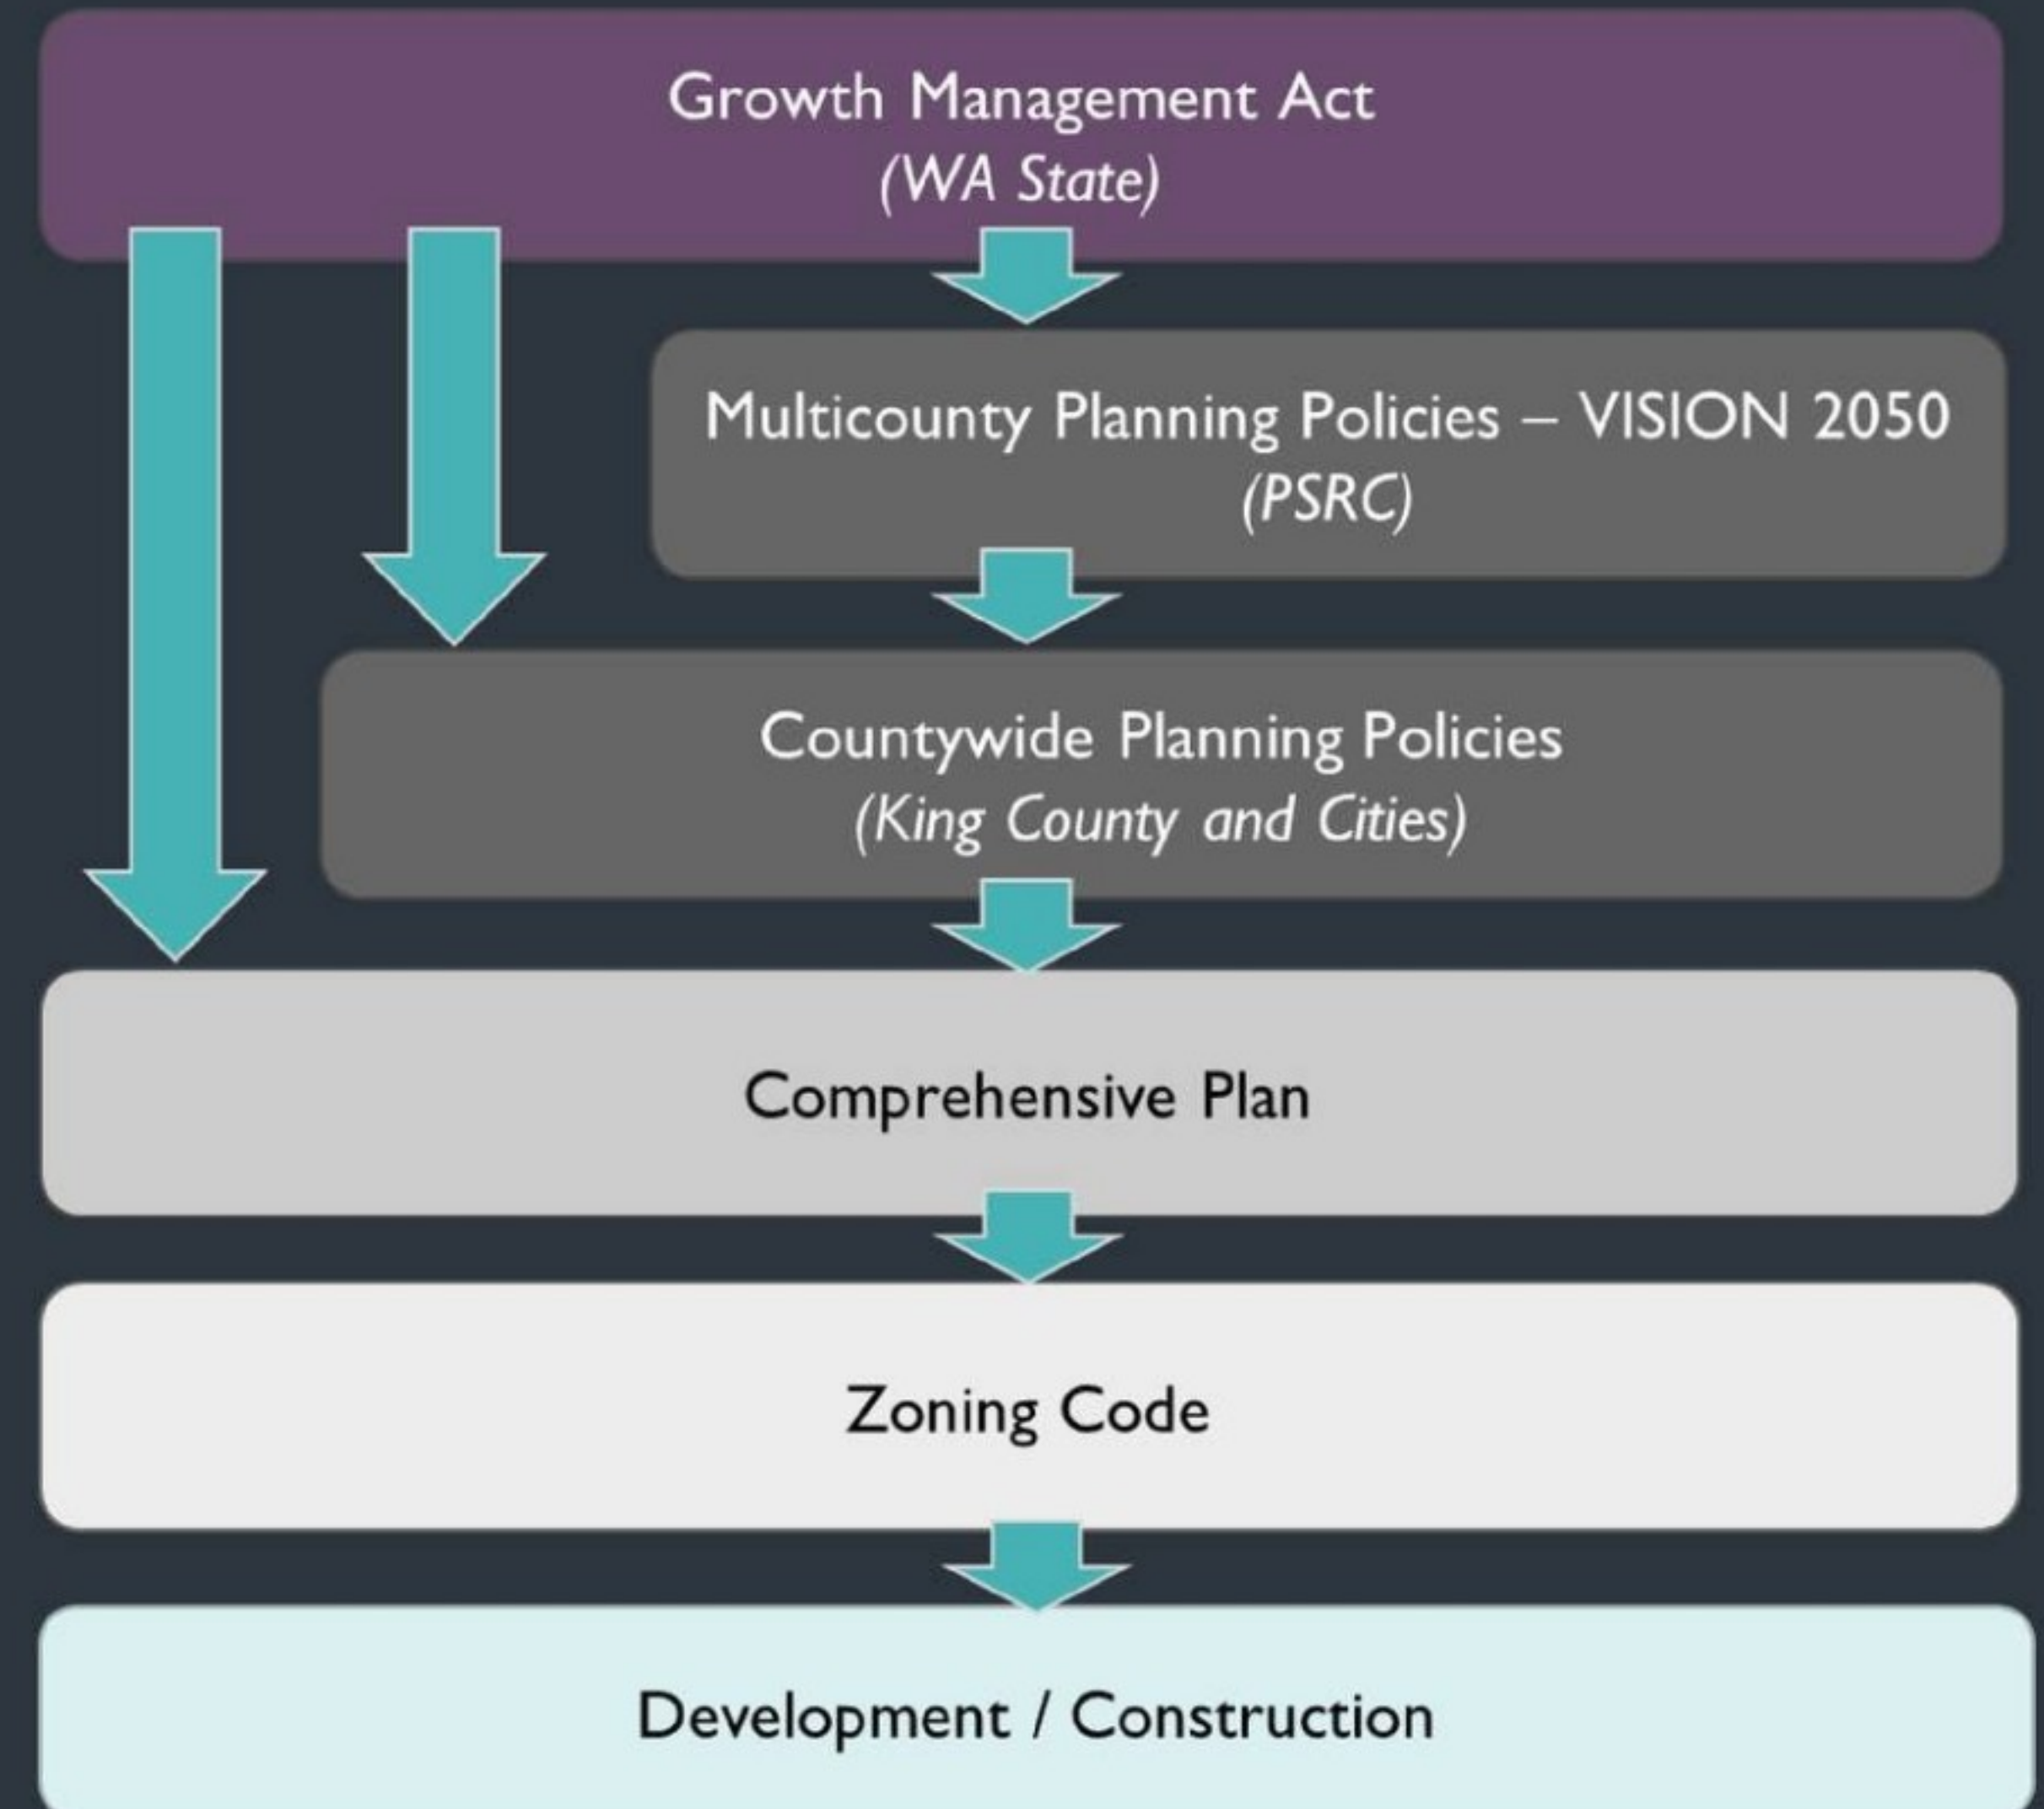 Growth Management Act
(WA State)
Multicounty Planning Policies – VISION 2050
(PSRC)
Countywide Planning Policies
(King County and Cities)
Comprehensive Plan
Zoning Code
Development / Construction